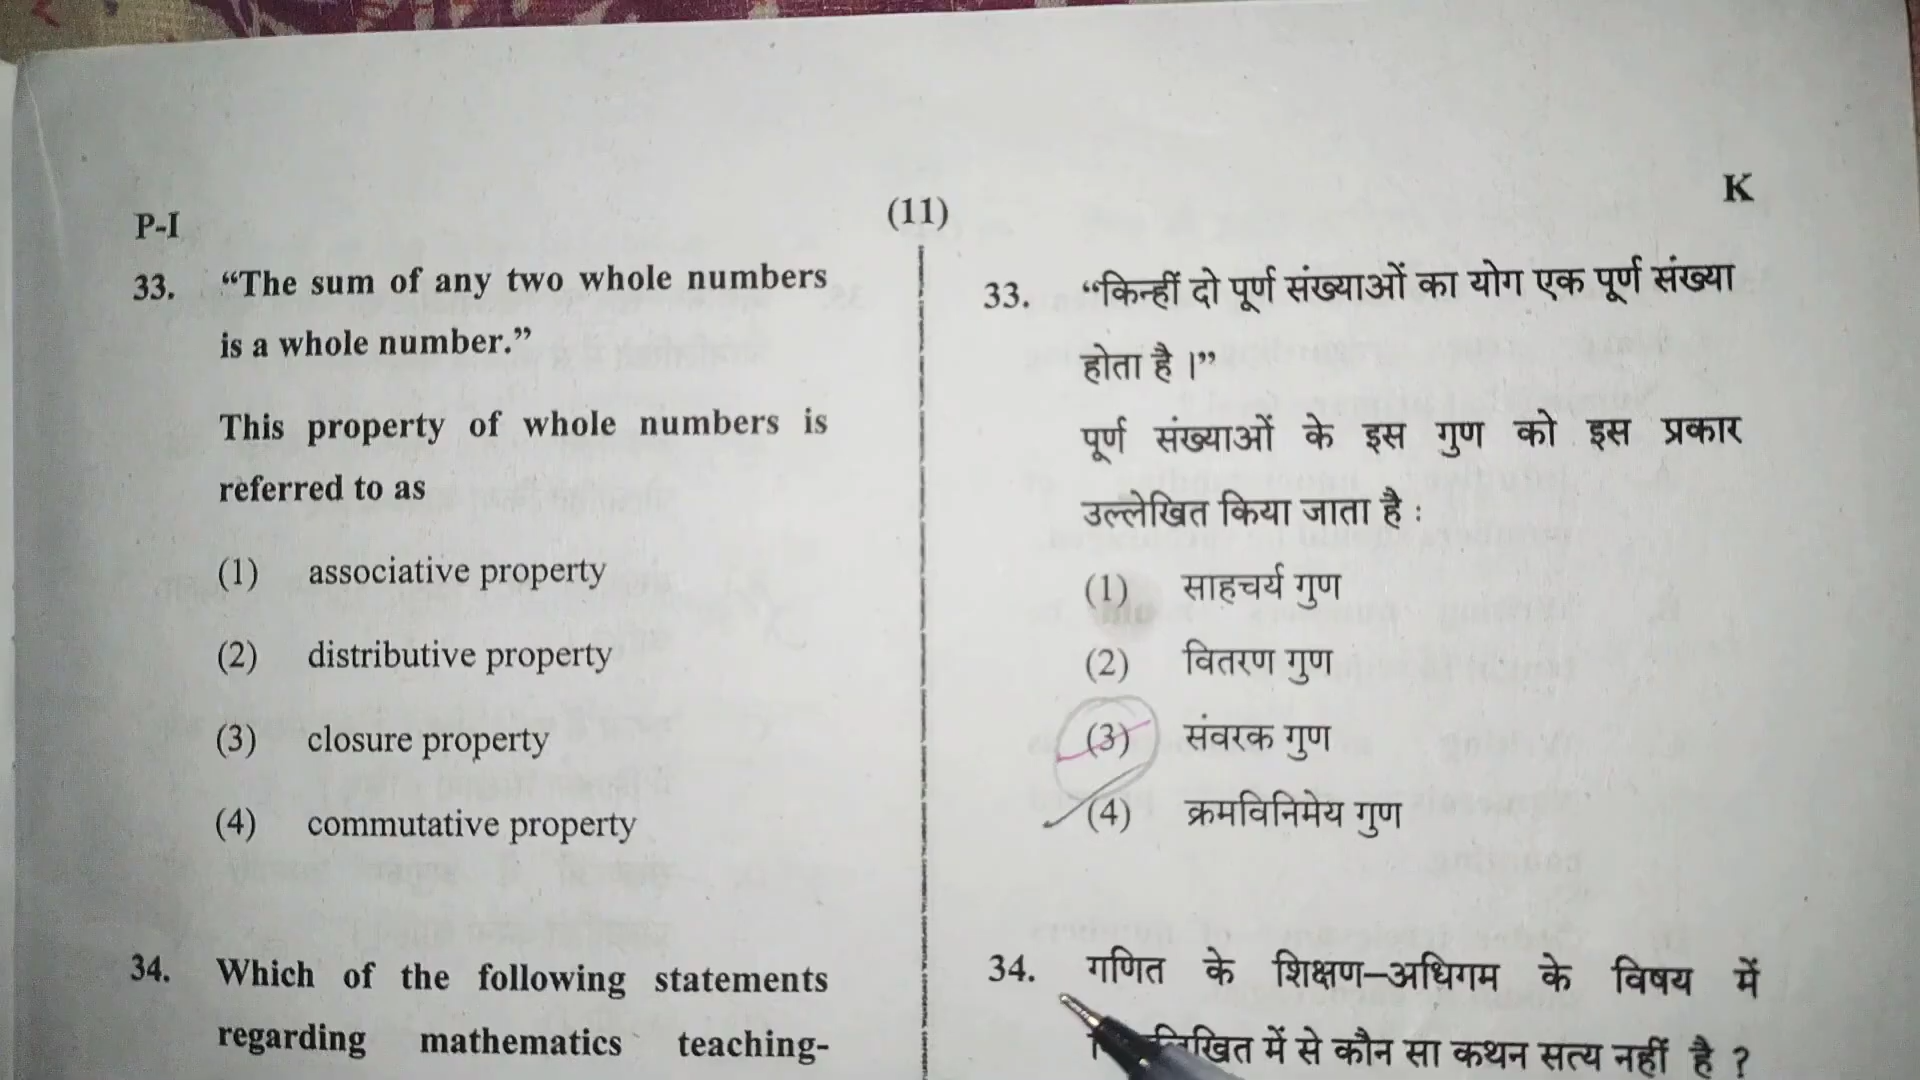 P-I
(11)
K
33. “The sum of any two whole numbers
is a whole number.”
This property of whole numbers is
referred to as
(1) associative property
(2) distributive property
(3) closure property
(4) commutative property
34. Which of the following statements
regarding mathematics teaching-
33. “किन्हीं दो पूर्ण संख्याओं का योग एक पूर्ण संख्या
होता है ।”
पूर्ण संख्याओं के इस गुण को इस प्रकार
उल्लेखित किया जाता है :
(1) साहचर्य गुण
(2) वितरण गुण
(3) संवरक गुण
(4) क्रमविनिमेय गुण
34. गणित के शिक्षण–अधिगम के विषय में
में से कौन सा कथन सत्य नहीं है ?